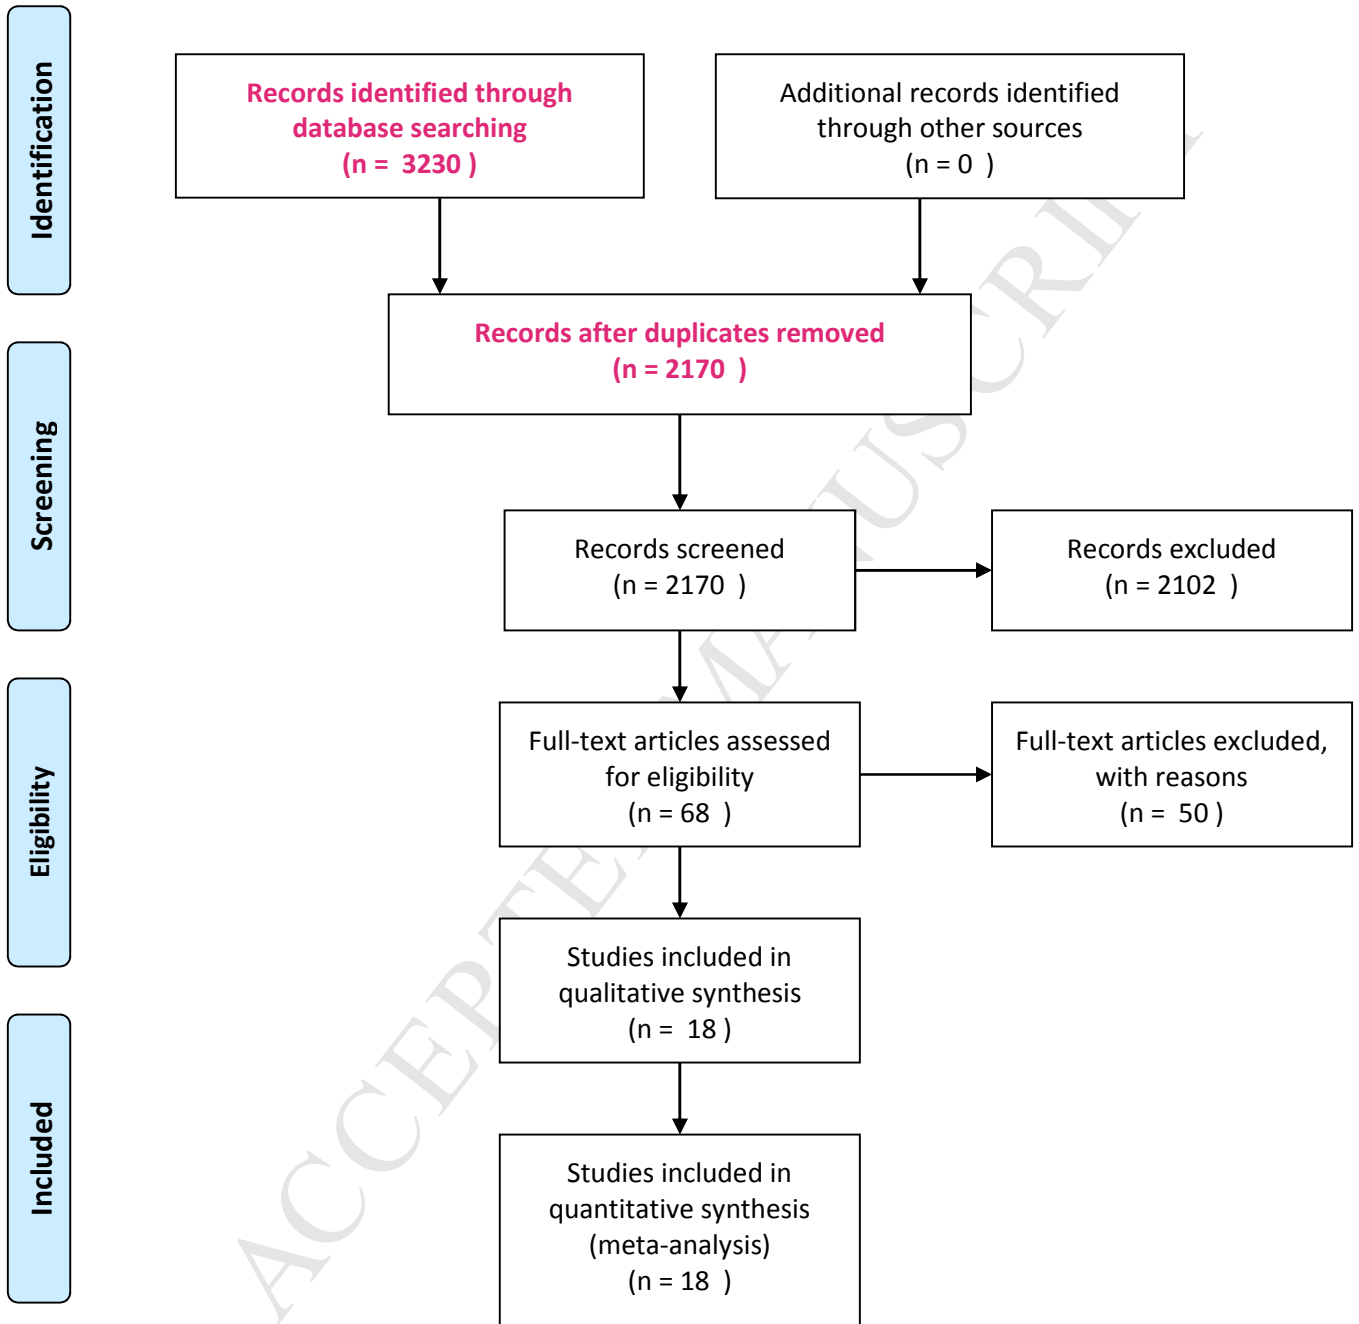 Identification
Records identified through
database searching
(n =  3230 )
Additional records identified
through other sources
(n = 0  )
Records after duplicates removed
(n = 2170  )
Screening
Records screened
(n = 2170  )
Records excluded
(n = 2102  )
Eligibility
Full-text articles assessed
for eligibility
(n = 68  )
Full-text articles excluded,
with reasons
(n =  50 )
Studies included in
qualitative synthesis
(n =  18 )
Included
Studies included in
quantitative synthesis
(meta-analysis)
(n = 18  )
ACCEPTED MANUSCRIPT